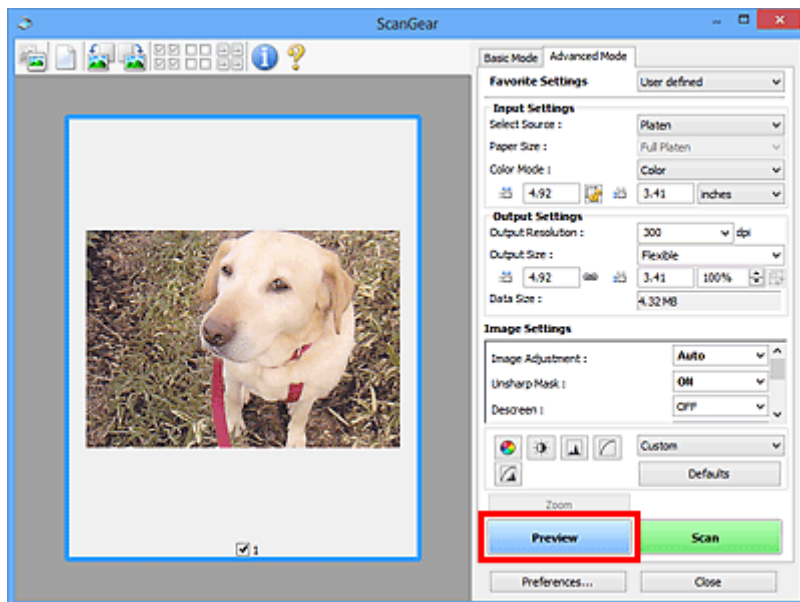 ScanGear
Basic Mode Advanced Mode
Favorite Settings User defined
Input Settings
Select Source : Platen
Paper Size : Full Platen
Color Mode : Color
4.92 3.41 inches
Output Settings
Output Resolution : 300 dpi
Output Size : Flexible
4.92 3.41 100%
Data Size : 4.32 MB
Image Settings
Image Adjustment : Auto
Unsharp Mask : ON
Descreen : OFF
Custom
Defaults
Zoom
Preview Scan
1
Preferences... Close